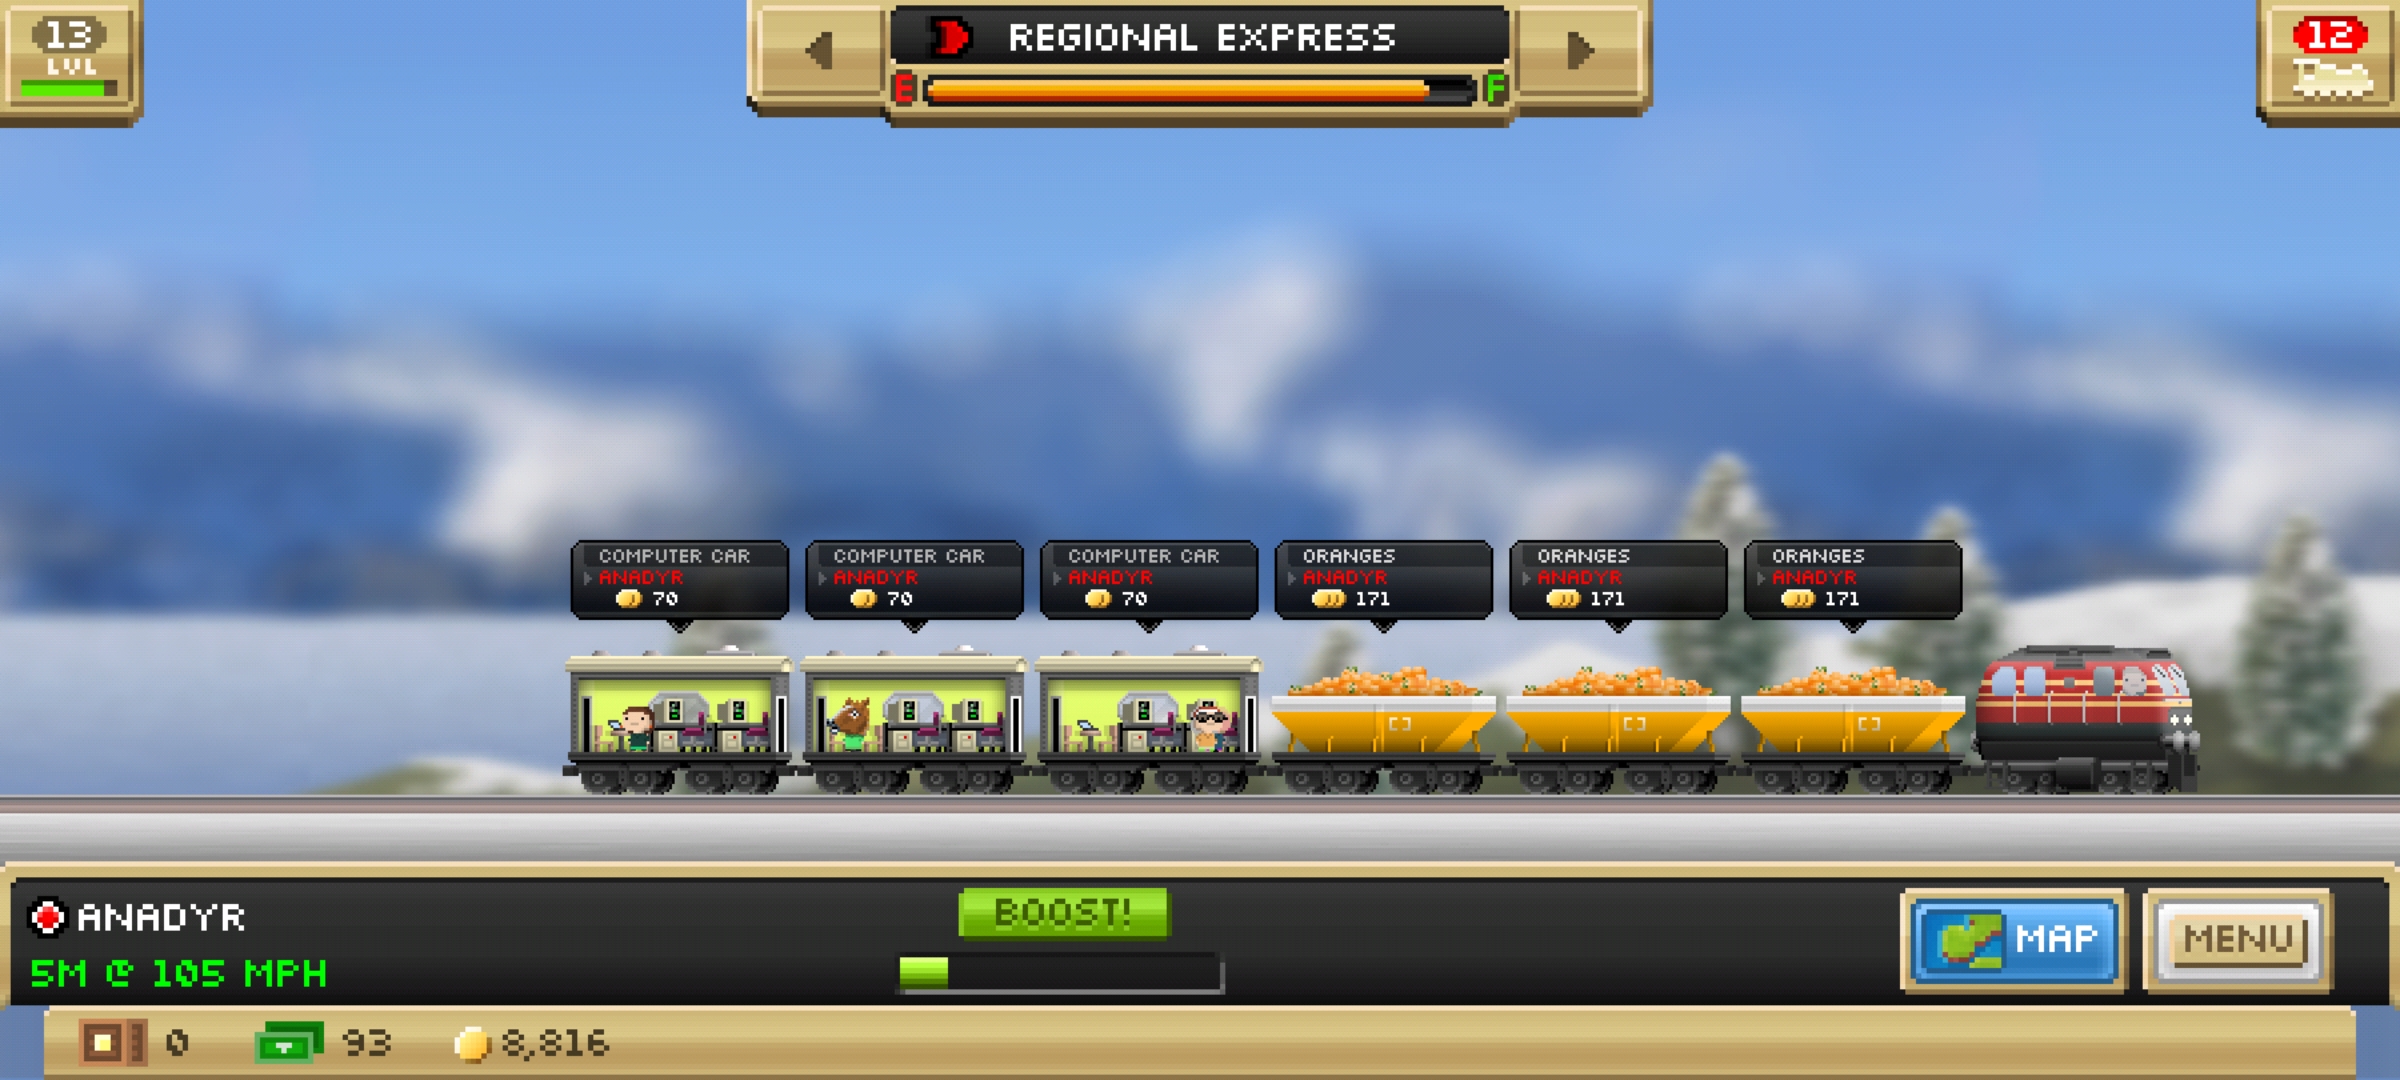 13
LVL
REGIONAL EXPRESS
E F
12
COMPUTER CAR
ANADYR
70
COMPUTER CAR
ANADYR
70
COMPUTER CAR
ANADYR
70
ORANGES
ANADYR
171
ORANGES
ANADYR
171
ORANGES
ANADYR
171
ANADYR
5M @ 105 MPH
BOOST!
MAP
MENU
0 93 8,816